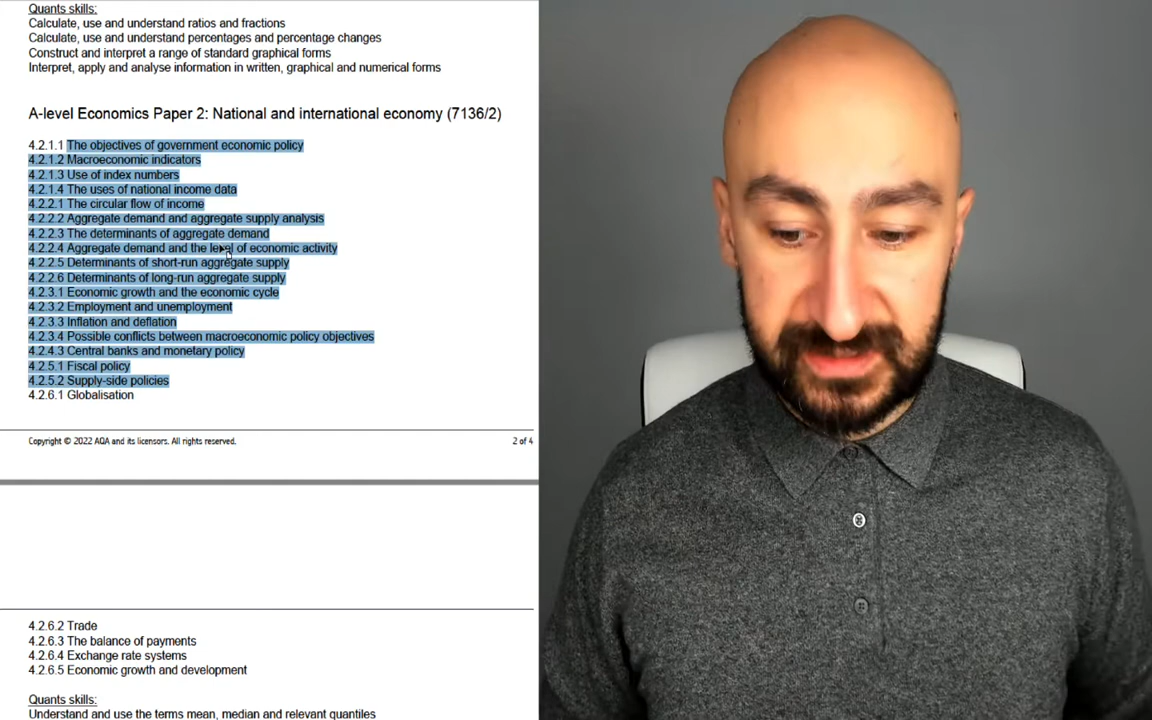 Quants skills:
Calculate, use and understand ratios and fractions
Calculate, use and understand percentages and percentage changes
Construct and interpret a range of standard graphical forms
Interpret, apply and analyse information in written, graphical and numerical forms
A-level Economics Paper 2: National and international economy (7136/2)
4.2.1.1 The objectives of government economic policy
4.2.1.2 Macroeconomic indicators
4.2.1.3 Use of index numbers
4.2.1.4 The uses of national income data
4.2.2.1 The circular flow of income
4.2.2.2 Aggregate demand and aggregate supply analysis
4.2.2.3 The determinants of aggregate demand
4.2.2.4 Aggregate demand and the level of economic activity
4.2.2.5 Determinants of short-run aggregate supply
4.2.2.6 Determinants of long-run aggregate supply
4.2.3.1 Economic growth and the economic cycle
4.2.3.2 Employment and unemployment
4.2.3.3 Inflation and deflation
4.2.3.4 Possible conflicts between macroeconomic policy objectives
4.2.4.3 Central banks and monetary policy
4.2.5.1 Fiscal policy
4.2.5.2 Supply-side policies
4.2.6.1 Globalisation
Copyright © 2022 AQA and its licensors. All rights reserved.
2 of 4
4.2.6.2 Trade
4.2.6.3 The balance of payments
4.2.6.4 Exchange rate systems
4.2.6.5 Economic growth and development
Quants skills:
Understand and use the terms mean, median and relevant quantiles